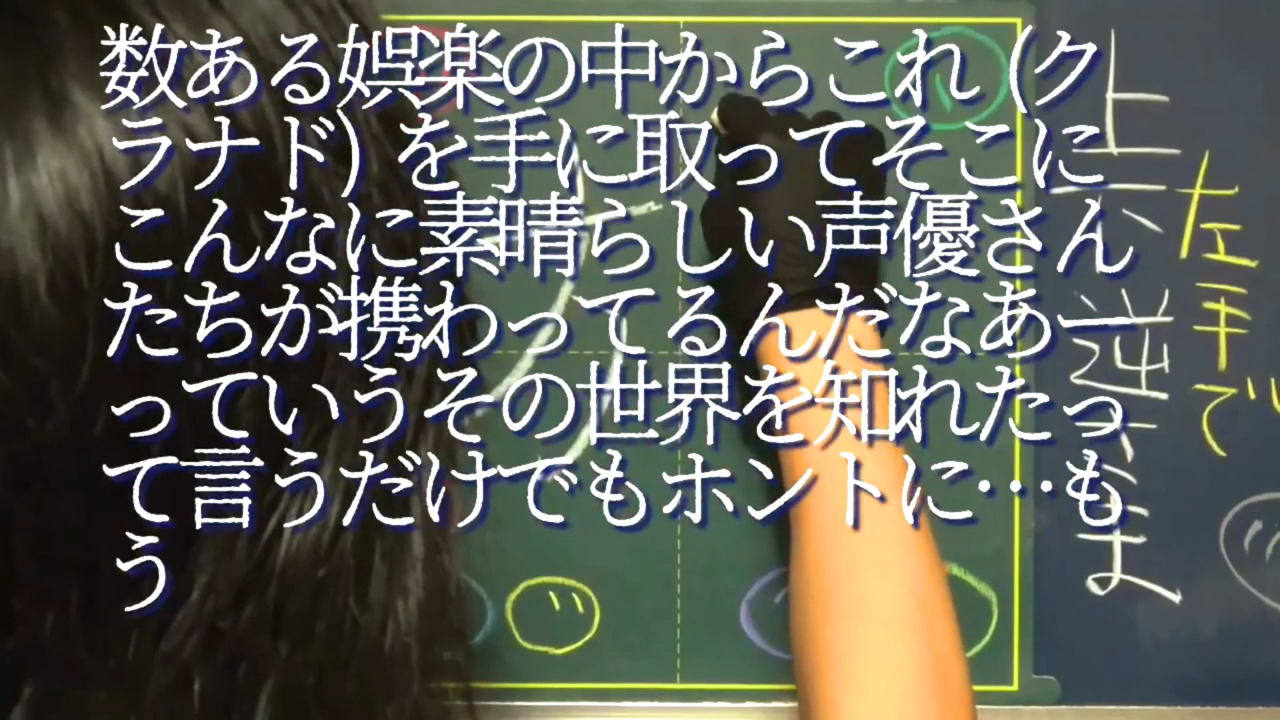 数ある娯楽の中からこれ（ク
ラナド）を手に取ってそこに
こんなに素晴らしい声優さん
たちが携わってるんだなあー
っていうその世界を知れたっ
て言うだけでもホントに…も
う
左手で